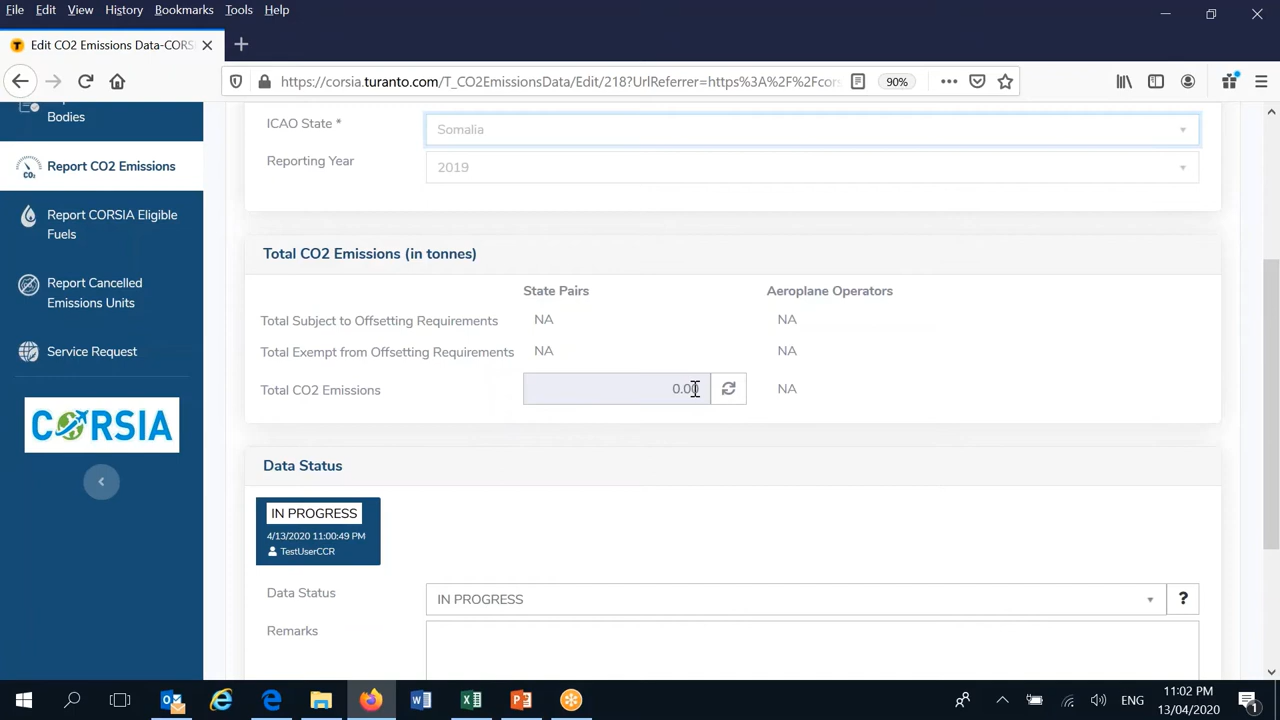 File Edit View History Bookmarks Tools Help
Edit CO2 Emissions Data-CORS
https://corsia.turanto.com/T_CO2EmissionsData/Edit/218?UrlReferrer=https%3A%2F%2Fcors
90%
Bodies
Report CO2 Emissions
CO₂
Report CORSIA Eligible
Fuels
Report Cancelled
Emissions Units
Service Request
CORSIA
ICAO State *
Somalia
Reporting Year
2019
Total CO2 Emissions (in tonnes)
State Pairs Aeroplane Operators
Total Subject to Offsetting Requirements NA NA
Total Exempt from Offsetting Requirements NA NA
Total CO2 Emissions 0.00 NA
Data Status
IN PROGRESS
4/13/2020 11:00:49 PM
TestUserCCR
Data Status
IN PROGRESS
?
Remarks
ENG
11:02 PM
13/04/2020
1